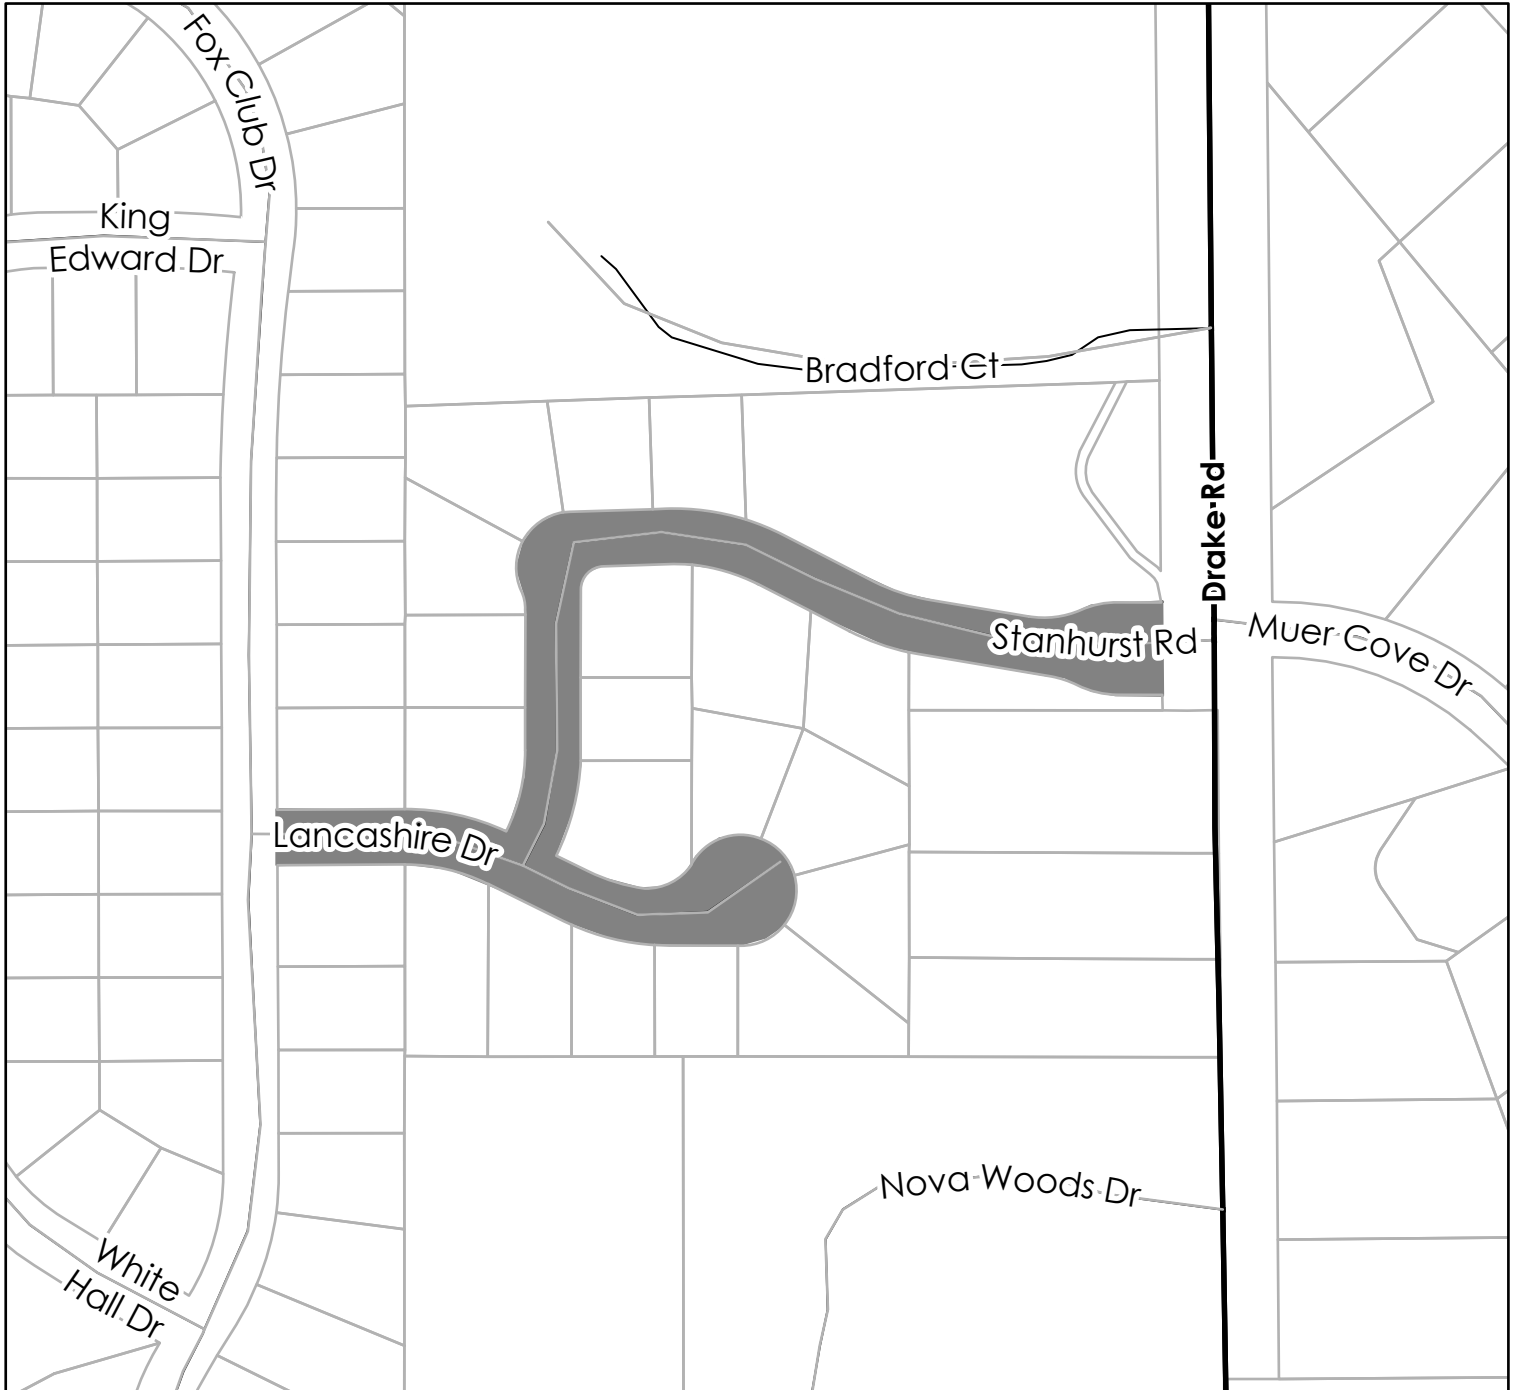 Fox Club Dr
King
Edward Dr
Bradford Ct
Drake Rd
Stanhurst Rd
Muer Cove Dr
Lancashire Dr
Nova Woods Dr
White
Hall Dr